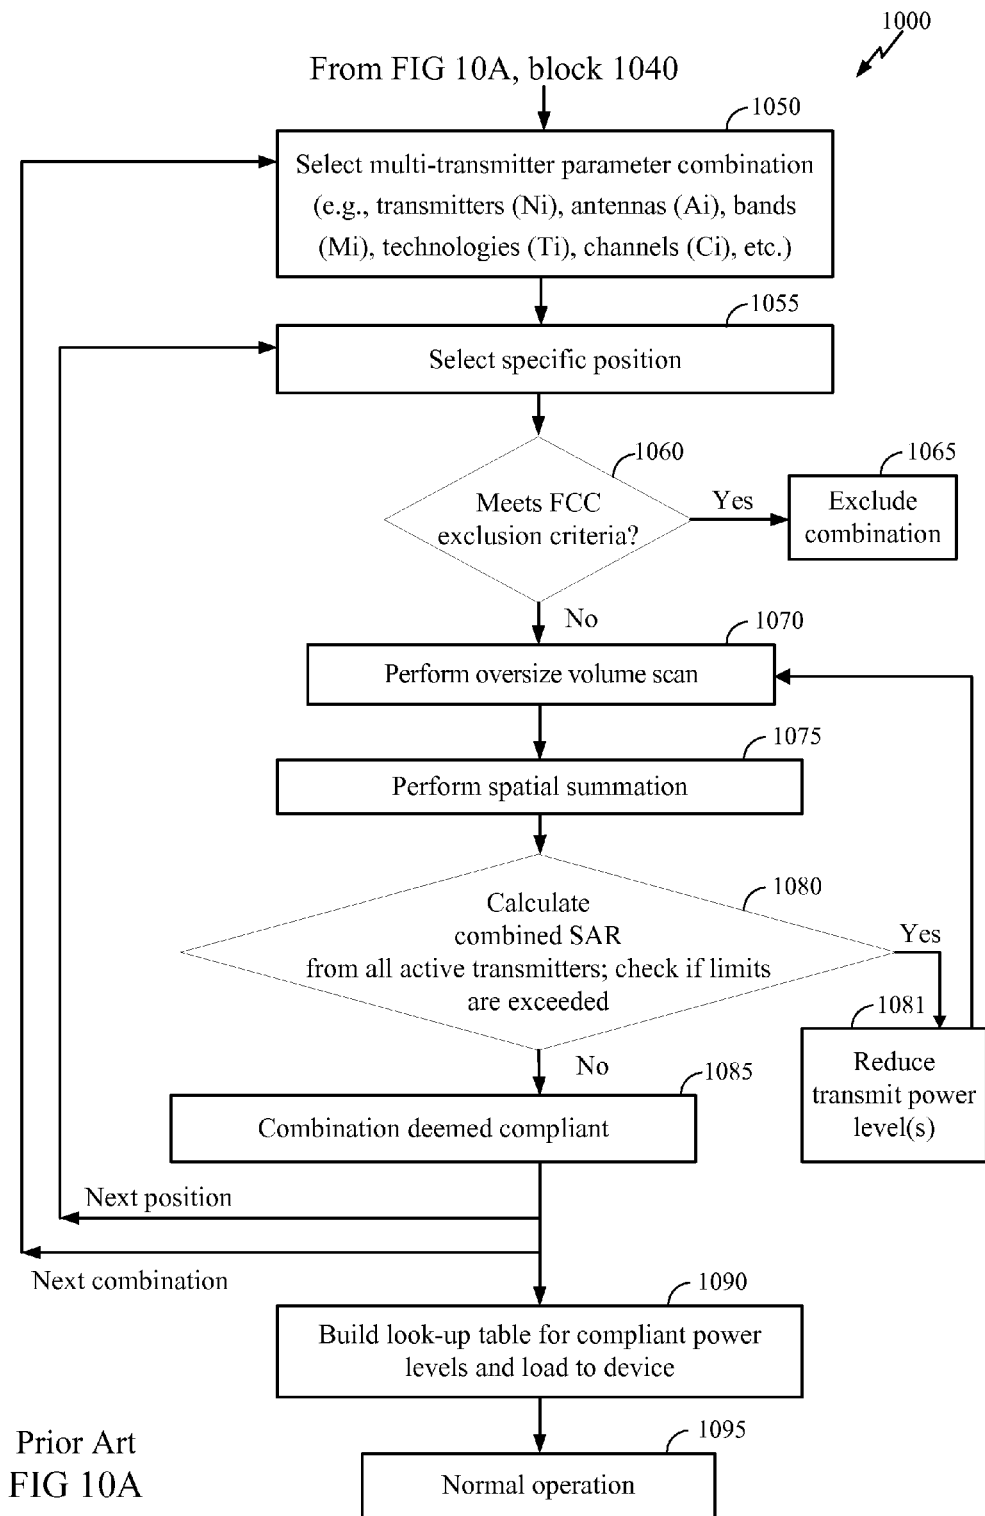 1000
From FIG 10A, block 1040
1050
Select multi-transmitter parameter combination
(e.g., transmitters (Ni), antennas (Ai), bands
(Mi), technologies (Ti), channels (Ci), etc.)
1055
Select specific position
1060
Meets FCC
exclusion criteria?
Yes
1065
Exclude
combination
No
1070
Perform oversize volume scan
1075
Perform spatial summation
1080
Calculate
combined SAR
from all active transmitters; check if limits
are exceeded
Yes
1081
Reduce
transmit power
level(s)
No
1085
Combination deemed compliant
Next position
Next combination
1090
Build look-up table for compliant power
levels and load to device
1095
Normal operation
Prior Art
FIG 10A